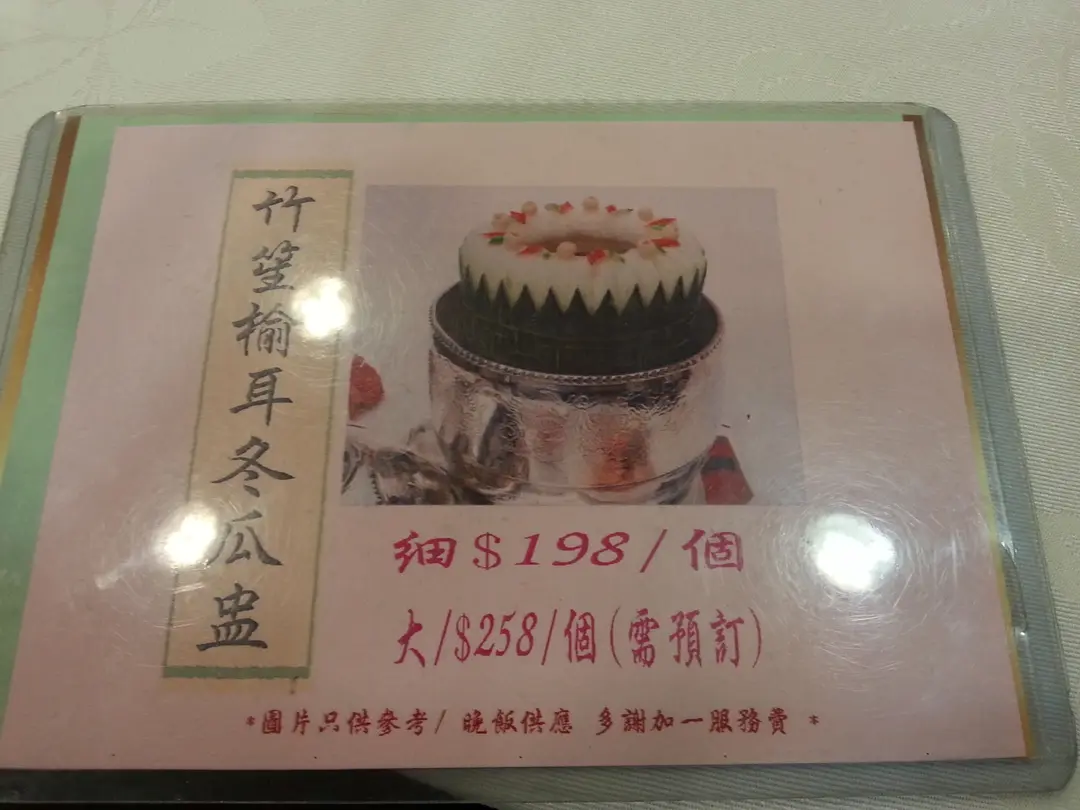 竹笙榆耳冬瓜盅
細$198/個
大/$258/個(需預訂)
*圖片只供參考/ 晚飯供應 多謝加一服務費 *